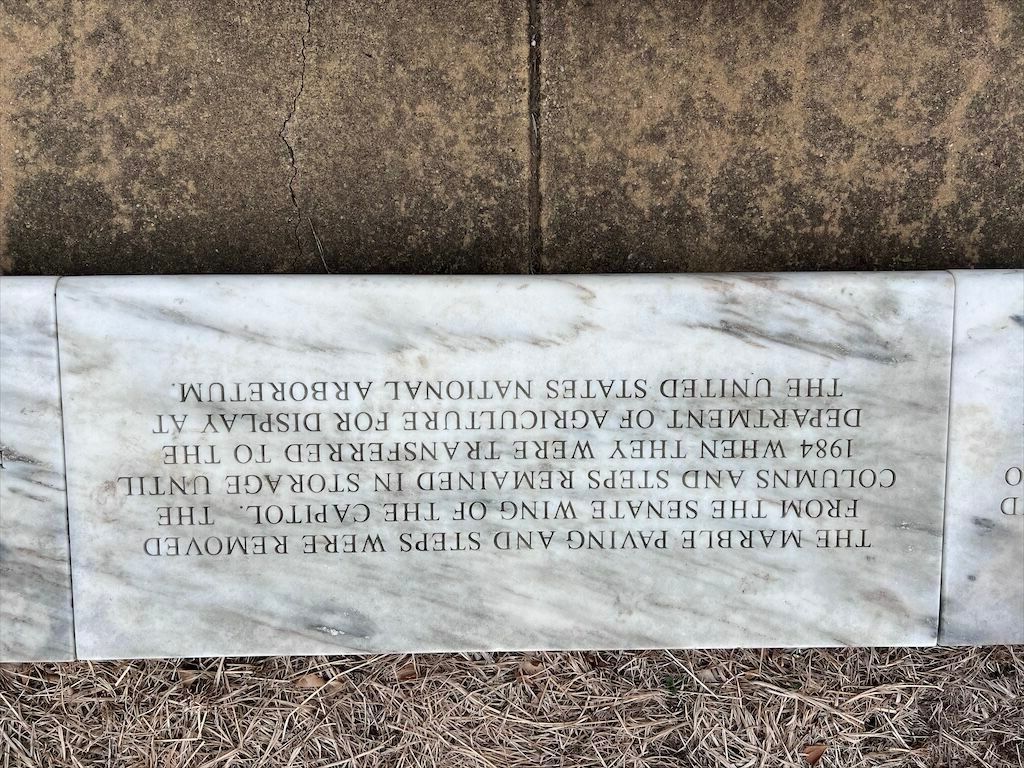 THE MARBLE PAVING AND STEPS WERE REMOVED
FROM THE SENATE WING OF THE CAPITOL. THE
COLUMNS AND STEPS REMAINED IN STORAGE UNTIL
1984 WHEN THEY WERE TRANSFERRED TO THE
DEPARTMENT OF AGRICULTURE FOR DISPLAY AT
THE UNITED STATES NATIONAL ARBORETUM.